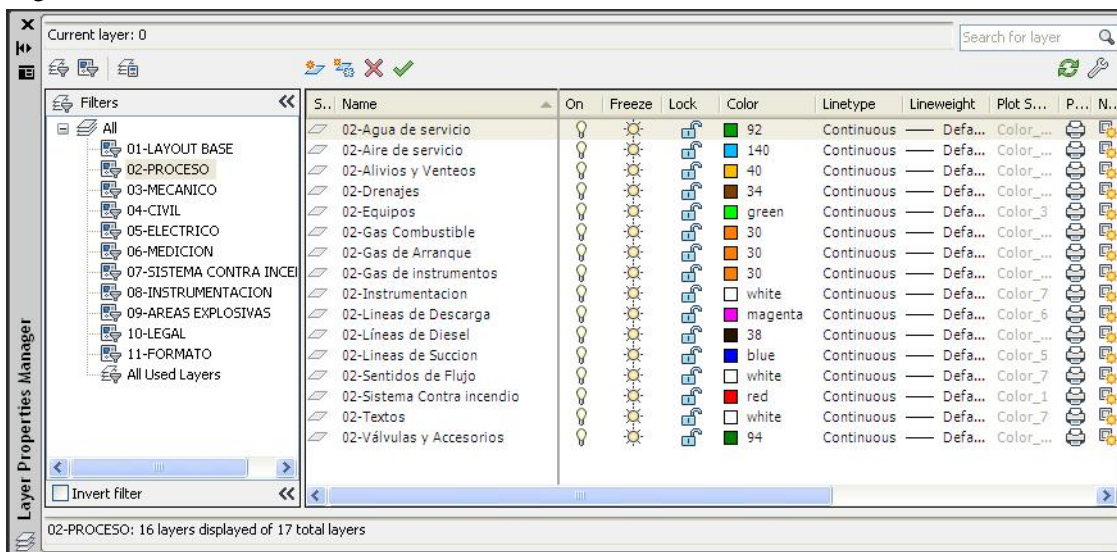 Current layer: 0
Search for layer
Filters
All
01-LAYOUT BASE
02-PROCESO
03-MECANICO
04-CIVIL
05-ELECTRICO
06-MEDICION
07-SISTEMA CONTRA INCEI
08-INSTRUMENTACION
09-AREAS EXPLOSIVAS
10-LEGAL
11-FORMATO
All Used Layers
Invert filter
S.. Name On Freeze Lock Color Linetype Lineweight Plot S... P... N..
02-Agua de servicio 92 Continuous Defa... Color_...
02-Aire de servicio 140 Continuous Defa... Color_...
02-Alivios y Venteos 40 Continuous Defa... Color_...
02-Drenajes 34 Continuous Defa... Color_...
02-Equipos green Continuous Defa... Color_3
02-Gas Combustible 30 Continuous Defa... Color_...
02-Gas de Arranque 30 Continuous Defa... Color_...
02-Gas de instrumentos 30 Continuous Defa... Color_...
02-Instrumentacion white Continuous Defa... Color_7
02-Lineas de Descarga magenta Continuous Defa... Color_6
02-Líneas de Diesel 38 Continuous Defa... Color_...
02-Lineas de Succion blue Continuous Defa... Color_5
02-Sentidos de Flujo white Continuous Defa... Color_7
02-Sistema Contra incendio red Continuous Defa... Color_1
02-Textos white Continuous Defa... Color_7
02-Válvulas y Accesorios 94 Continuous Defa... Color_...
Layer Properties Manager
02-PROCESO: 16 layers displayed of 17 total layers